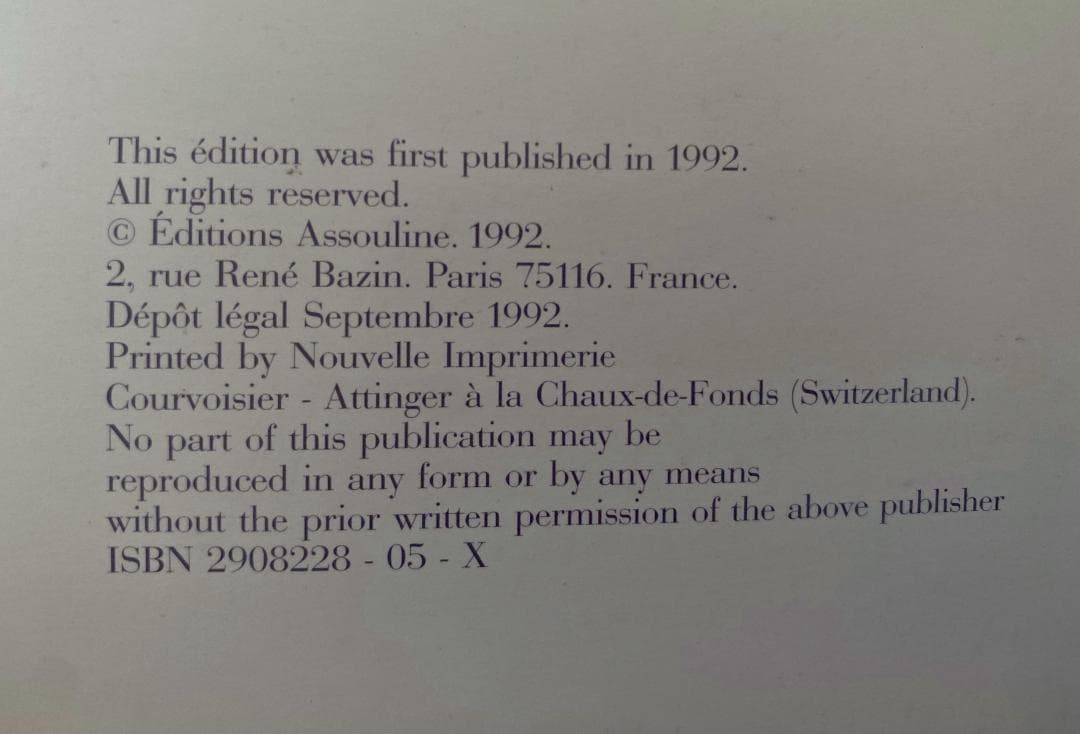 This édition was first published in 1992.
All rights reserved.
© Éditions Assouline. 1992.
2, rue René Bazin. Paris 75116. France.
Dépôt légal Septembre 1992.
Printed by Nouvelle Imprimerie
Courvoisier - Attinger à la Chaux-de-Fonds (Switzerland).
No part of this publication may be
reproduced in any form or by any means
without the prior written permission of the above publisher
ISBN 2908228 - 05 - X